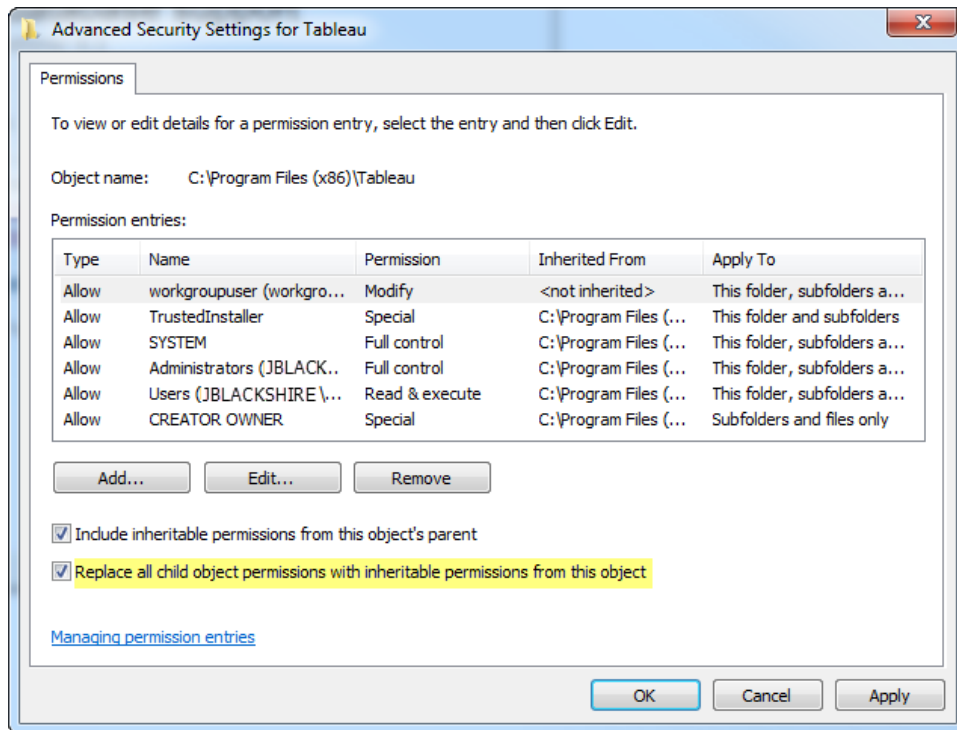 Advanced Security Settings for Tableau
Permissions
To view or edit details for a permission entry, select the entry and then click Edit.
Object name: C:\Program Files (x86)\Tableau
Permission entries:
Type Name Permission Inherited From Apply To
Allow workgroupuser (workgro... Modify <not inherited> This folder, subfolders a...
Allow TrustedInstaller Special C:\Program Files (... This folder and subfolders
Allow SYSTEM Full control C:\Program Files (... This folder, subfolders a...
Allow Administrators (JBLACK... Full control C:\Program Files (... This folder, subfolders a...
Allow Users (JBLACKSHIRE\... Read & execute C:\Program Files (... This folder, subfolders a...
Allow CREATOR OWNER Special C:\Program Files (... Subfolders and files only
Add... Edit... Remove
Include inheritable permissions from this object's parent
Replace all child object permissions with inheritable permissions from this object
Managing permission entries
OK Cancel Apply